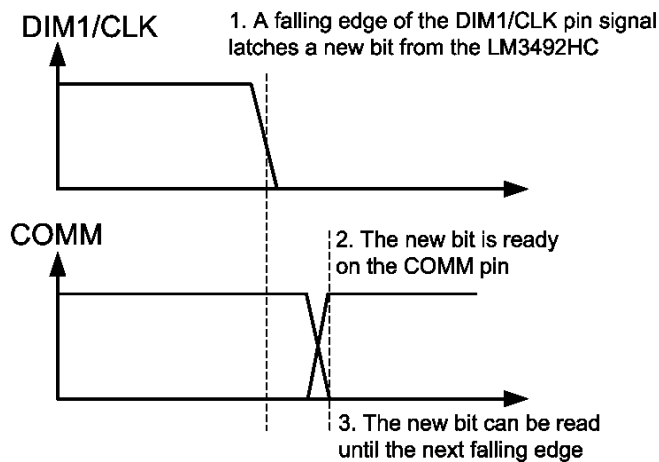 DIM1/CLK
1. A falling edge of the DIM1/CLK pin signal
latches a new bit from the LM3492HC
COMM
2. The new bit is ready
on the COMM pin
3. The new bit can be read
until the next falling edge